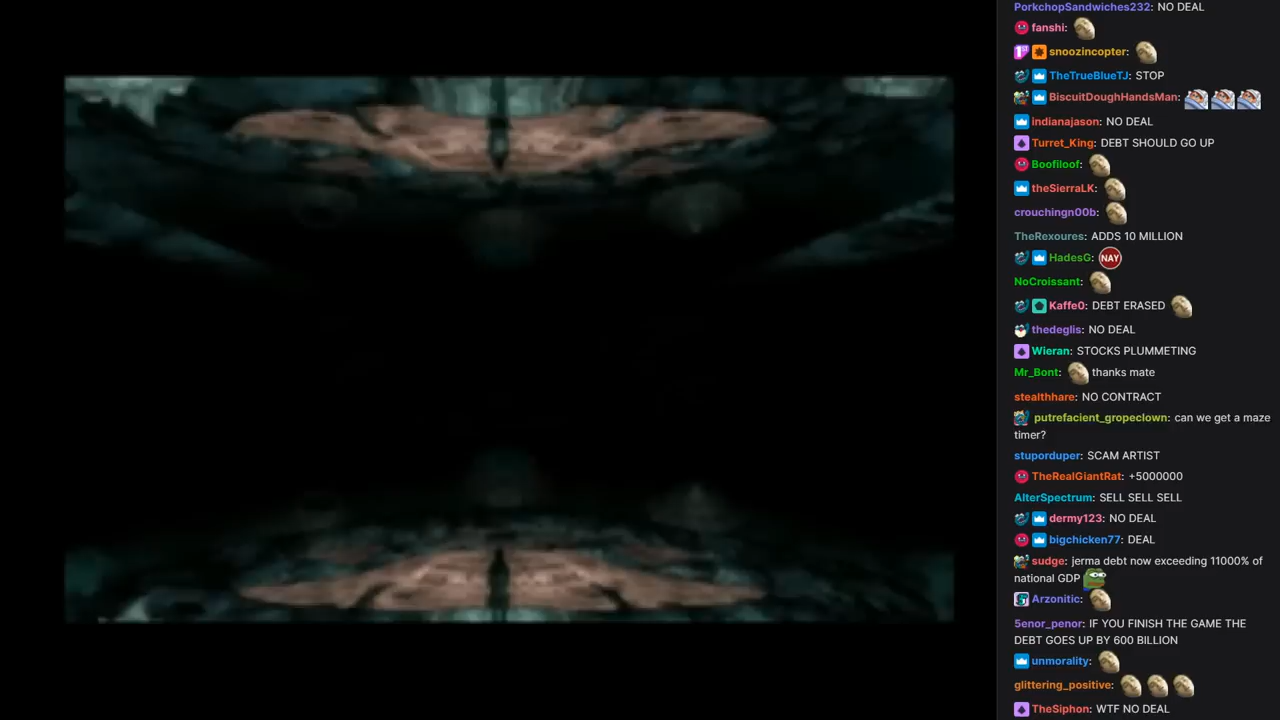 PorkchopSandwiches232: NO DEAL
fanshi:
snoozincopter:
TheTrueBlueTJ: STOP
BiscuitDoughHandsMan:
indianajason: NO DEAL
Turret_King: DEBT SHOULD GO UP
Boofiloof:
theSierraLK:
crouchingn00b:
TheRexoures: ADDS 10 MILLION
HadesG: NAY
NoCroissant:
Kaffe0: DEBT ERASED
thedeglis: NO DEAL
Wieran: STOCKS PLUMMETING
Mr_Bont: thanks mate
stealthhare: NO CONTRACT
putrefacient_gropeclown: can we get a maze
timer?
stuporduper: SCAM ARTIST
TheRealGiantRat: +5000000
AlterSpectrum: SELL SELL SELL
dermy123: NO DEAL
bigchicken77: DEAL
sudge: jerma debt now exceeding 11000% of
national GDP
Arzonitic:
5enor_penor: IF YOU FINISH THE GAME THE
DEBT GOES UP BY 600 BILLION
unmorality:
glittering_positive:
TheSiphon: WTF NO DEAL